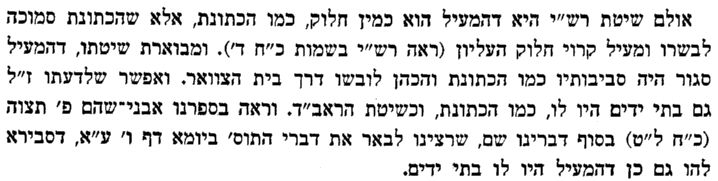 אולם שיטת רש״י היא דהמעיל הוא כמין חלוק, כמו הכתונת, אלא שהכתונת סמוכה
לבשרו ומעיל קרוי חלוק העליון (ראה רש״י בשמות כ״ח ד׳). ומבוארת שיטתו, דהמעיל
סגור היה סביבותיו כמו הכתונת והכהן לובשו דרך בית הצוואר. ואפשר שלדעתו ז״ל
גם בתי ידים היו לו, כמו הכתונת, וכשיטת הראב״ד. וראה בספרנו אבני־שהם פ׳ תצוה
(כ״ח ל״ט) בסוף דברינו שם, שרצינו לבאר את דברי התוס׳ ביומא דף ו׳ ע״א, דסבירא
להו גם כן דהמעיל היו לו בתי ידים.